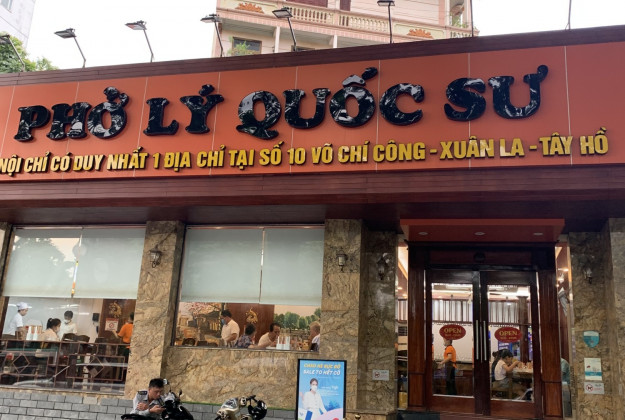 PHỞ LÝ QUỐC SƯ
NỘI CHỈ CÓ DUY NHẤT 1 ĐỊA CHỈ TẠI SỐ 10 VÕ CHÍ CÔNG - XUÂN LA - TÂY HỒ
OPEN
OPEN